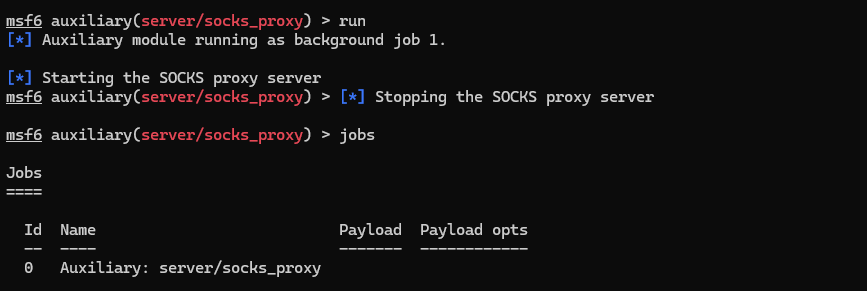 msf6 auxiliary(server/socks_proxy) > run
[*] Auxiliary module running as background job 1.
[*] Starting the SOCKS proxy server
msf6 auxiliary(server/socks_proxy) > [*] Stopping the SOCKS proxy server
msf6 auxiliary(server/socks_proxy) > jobs
Jobs
====
Id  Name                           Payload  Payload opts
--  ----                           -------  ------------
0   Auxiliary: server/socks_proxy